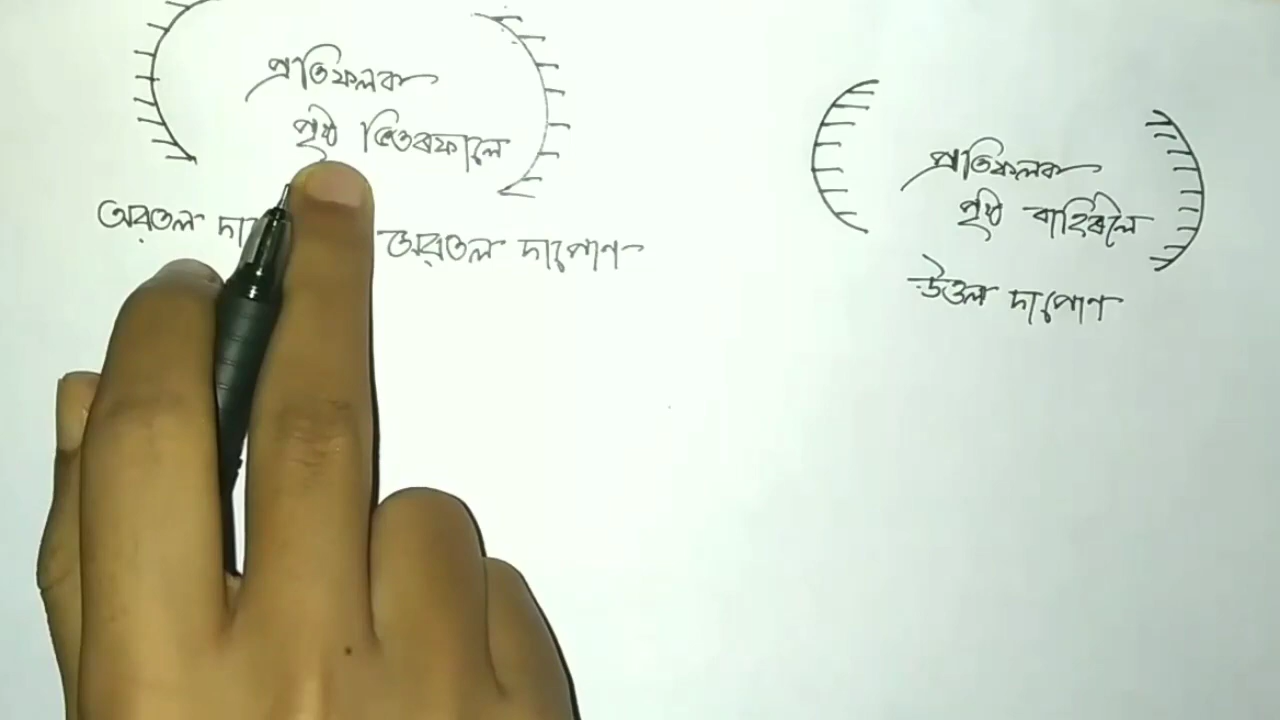 প্ৰতিফলক
পৃষ্ঠ ভিতৰফালে
অৱতল
অৱতল দাপোণ
প্ৰতিফলক
পৃষ্ঠ বাহিৰলৈ
উত্তল দাপোণ